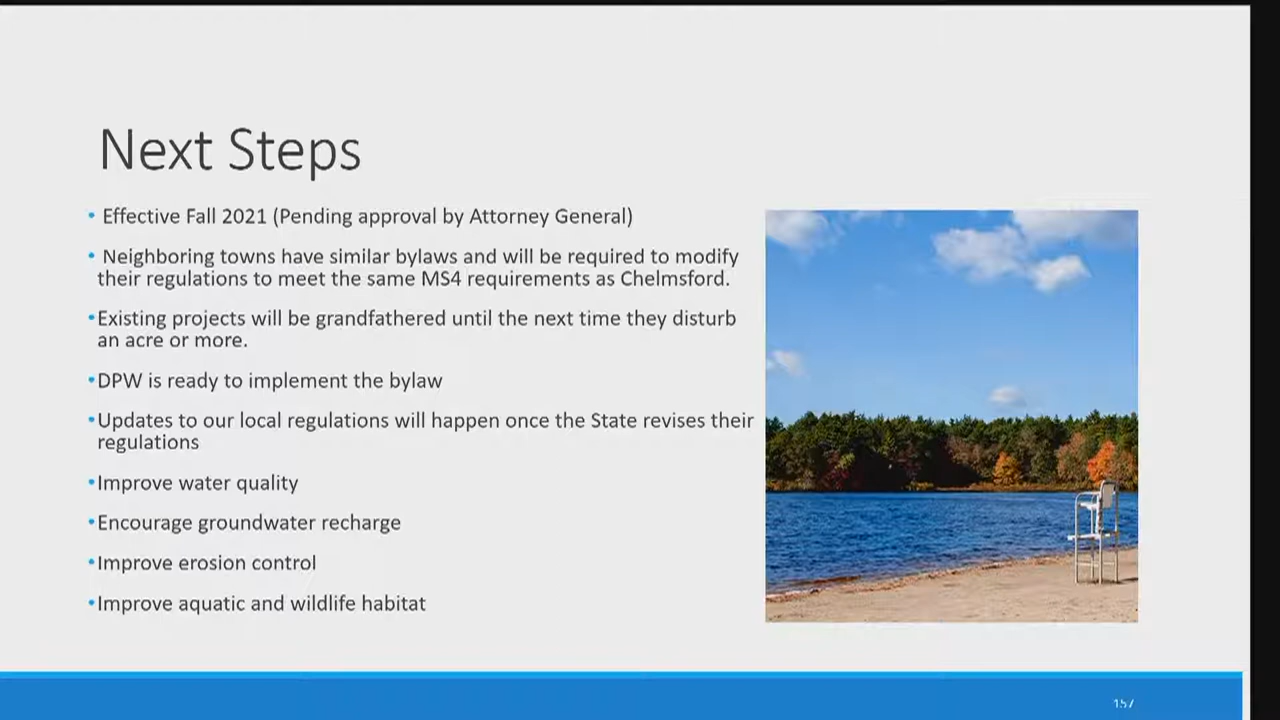 Next Steps
• Effective Fall 2021 (Pending approval by Attorney General)
• Neighboring towns have similar bylaws and will be required to modify
their regulations to meet the same MS4 requirements as Chelmsford.
•Existing projects will be grandfathered until the next time they disturb
an acre or more.
•DPW is ready to implement the bylaw
•Updates to our local regulations will happen once the State revises their
regulations
•Improve water quality
•Encourage groundwater recharge
•Improve erosion control
•Improve aquatic and wildlife habitat
157